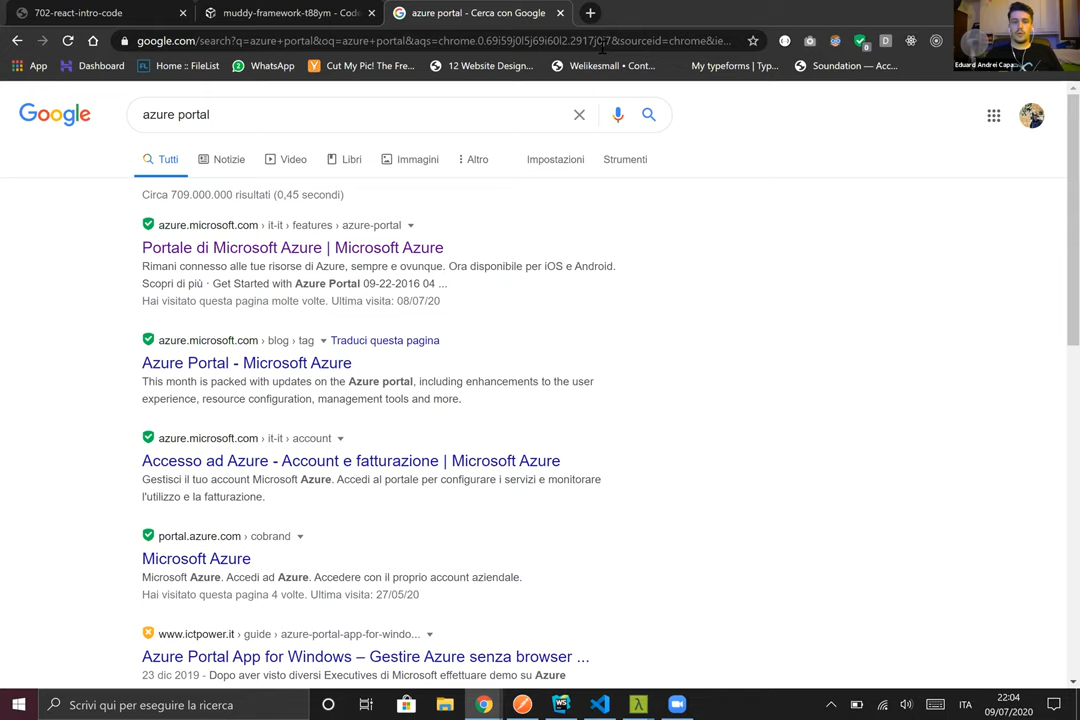 702-react-intro-code
muddy-framework-t88ym - Code
azure portal - Cerca con Google
google.com/search?q=azure+portal&oq=azure+portal&aqs=chrome.0.69i59j0l5j69i60l2.2917j0j7&sourceid=chrome&ie...
App
Dashboard
Home :: FileList
WhatsApp
Cut My Pic! The Fre...
12 Website Design...
Welikesmall • Cont...
My typeforms | Typ...
Soundation — Acc...
Eduard Andrei Capa...
Google
azure portal
Tutti
Notizie
Video
Libri
Immagini
Altro
Impostazioni
Strumenti
Circa 709.000.000 risultati (0,45 secondi)
azure.microsoft.com › it-it › features › azure-portal
Portale di Microsoft Azure | Microsoft Azure
Rimani connesso alle tue risorse di Azure, sempre e ovunque. Ora disponibile per iOS e Android.
Scopri di più · Get Started with Azure Portal 09-22-2016 04 ...
Hai visitato questa pagina molte volte. Ultima visita: 08/07/20
azure.microsoft.com › blog › tag Traduci questa pagina
Azure Portal - Microsoft Azure
This month is packed with updates on the Azure portal, including enhancements to the user
experience, resource configuration, management tools and more.
azure.microsoft.com › it-it › account
Accesso ad Azure - Account e fatturazione | Microsoft Azure
Gestisci il tuo account Microsoft Azure. Accedi al portale per configurare i servizi e monitorare
l'utilizzo e la fatturazione.
portal.azure.com › cobrand
Microsoft Azure
Microsoft Azure. Accedi ad Azure. Accedere con il proprio account aziendale.
Hai visitato questa pagina 4 volte. Ultima visita: 27/05/20
www.ictpower.it › guide › azure-portal-app-for-windo...
Azure Portal App for Windows – Gestire Azure senza browser ...
23 dic 2019 - Dopo aver visto diversi Executives di Microsoft effettuare demo su Azure
Scrivi qui per eseguire la ricerca
ITA
22:04
09/07/2020